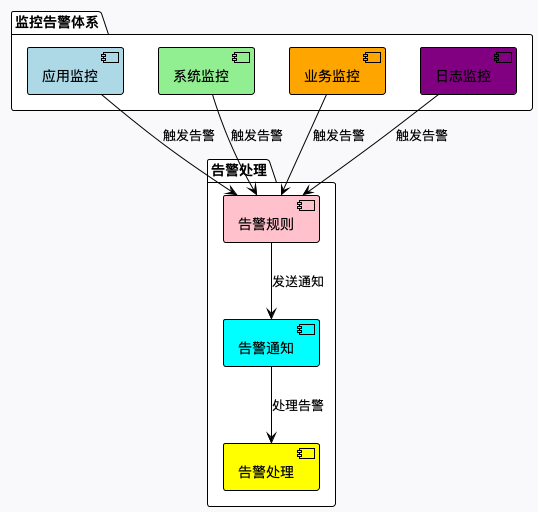 监控告警体系
应用监控
系统监控
业务监控
日志监控
触发告警
触发告警
触发告警
触发告警
告警处理
告警规则
发送通知
告警通知
处理告警
告警处理